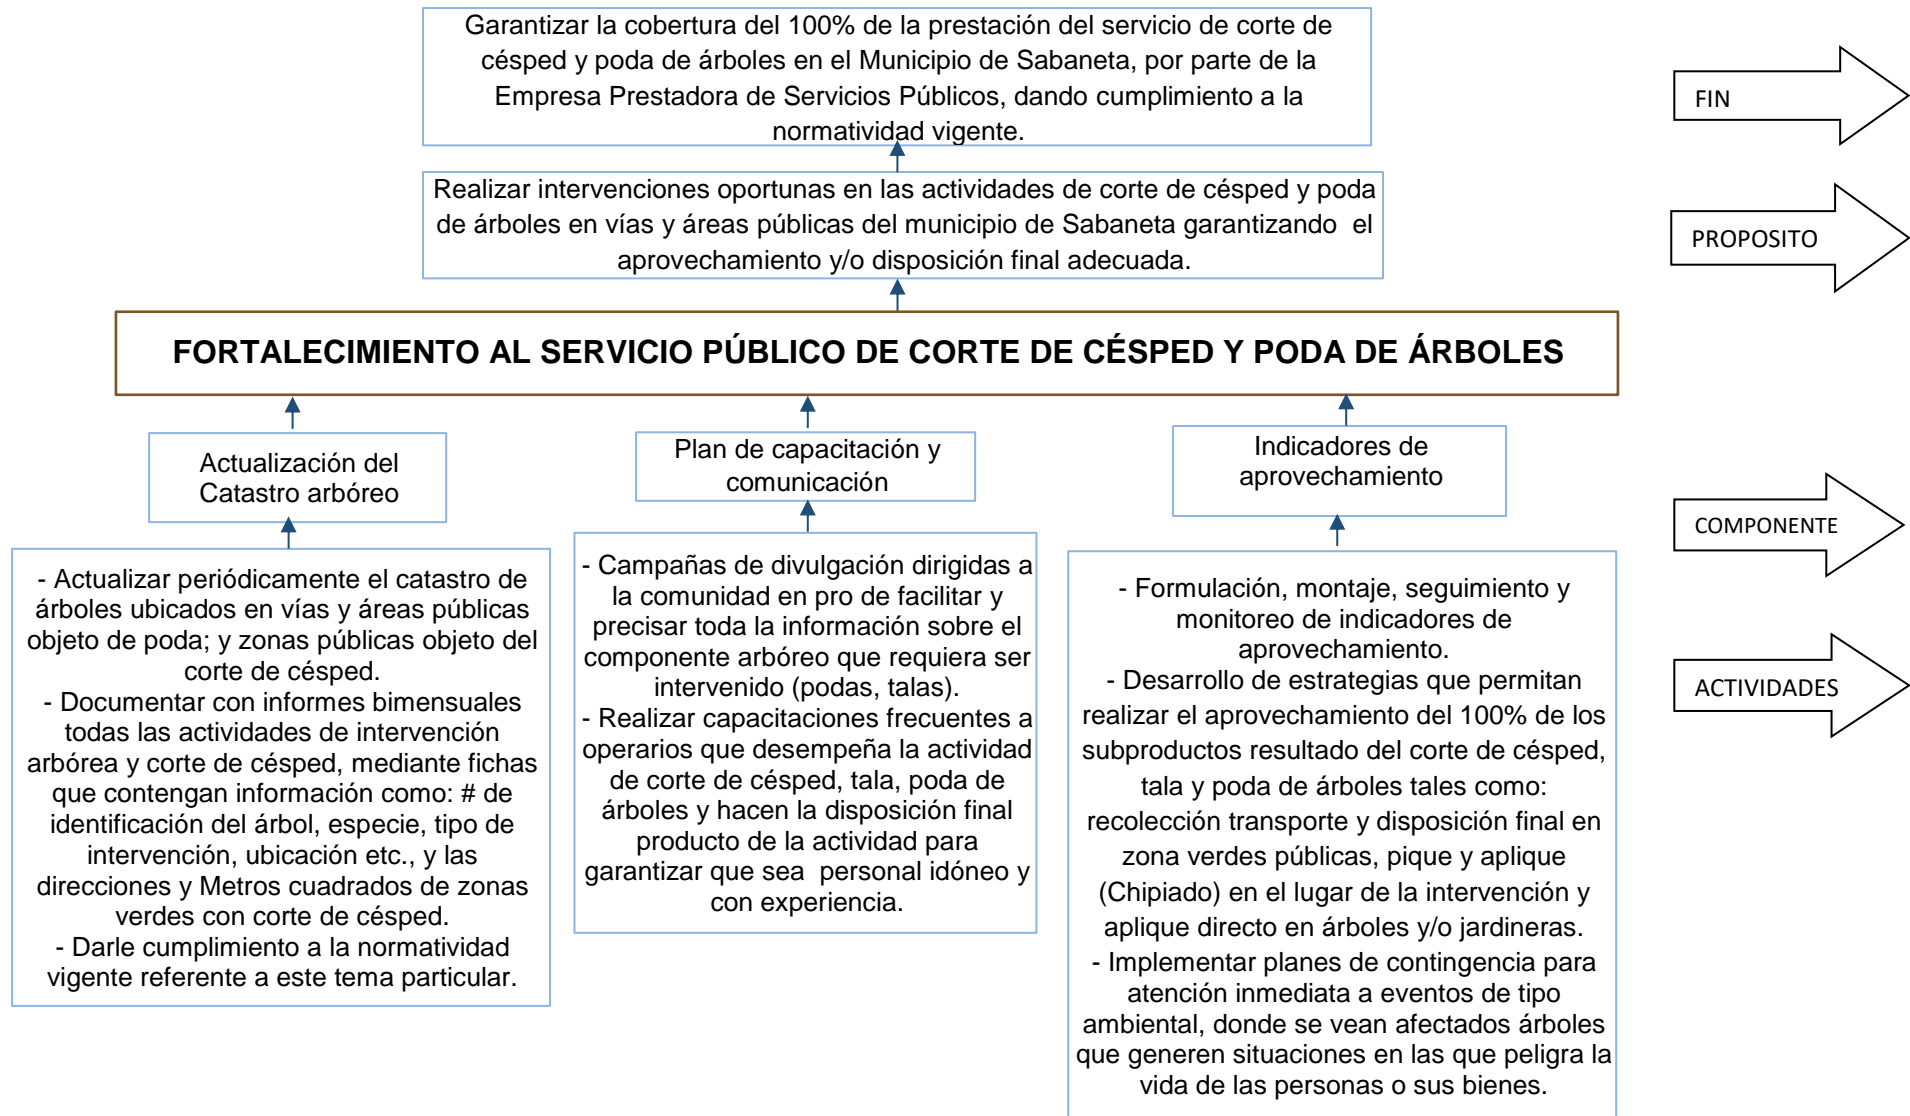 Garantizar la cobertura del 100% de la prestación del servicio de corte de
césped y poda de árboles en el Municipio de Sabaneta, por parte de la
Empresa Prestadora de Servicios Públicos, dando cumplimiento a la
normatividad vigente.
FIN
Realizar intervenciones oportunas en las actividades de corte de césped y poda
de árboles en vías y áreas públicas del municipio de Sabaneta garantizando el
aprovechamiento y/o disposición final adecuada.
PROPOSITO
FORTALECIMIENTO AL SERVICIO PÚBLICO DE CORTE DE CÉSPED Y PODA DE ÁRBOLES
Actualización del
Catastro arbóreo
Plan de capacitación y
comunicación
Indicadores de
aprovechamiento
COMPONENTE
- Actualizar periódicamente el catastro de
árboles ubicados en vías y áreas públicas
objeto de poda; y zonas públicas objeto del
corte de césped.
- Documentar con informes bimensuales
todas las actividades de intervención
arbórea y corte de césped, mediante fichas
que contengan información como: # de
identificación del árbol, especie, tipo de
intervención, ubicación etc., y las
direcciones y Metros cuadrados de zonas
verdes con corte de césped.
- Darle cumplimiento a la normatividad
vigente referente a este tema particular.
- Campañas de divulgación dirigidas a
la comunidad en pro de facilitar y
precisar toda la información sobre el
componente arbóreo que requiera ser
intervenido (podas, talas).
- Realizar capacitaciones frecuentes a
operarios que desempeña la actividad
de corte de césped, tala, poda de
árboles y hacen la disposición final
producto de la actividad para
garantizar que sea personal idóneo y
con experiencia.
- Formulación, montaje, seguimiento y
monitoreo de indicadores de
aprovechamiento.
- Desarrollo de estrategias que permitan
realizar el aprovechamiento del 100% de los
subproductos resultado del corte de césped,
tala y poda de árboles tales como:
recolección transporte y disposición final en
zona verdes públicas, pique y aplique
(Chipiado) en el lugar de la intervención y
aplique directo en árboles y/o jardineras.
- Implementar planes de contingencia para
atención inmediata a eventos de tipo
ambiental, donde se vean afectados árboles
que generen situaciones en las que peligra la
vida de las personas o sus bienes.
ACTIVIDADES